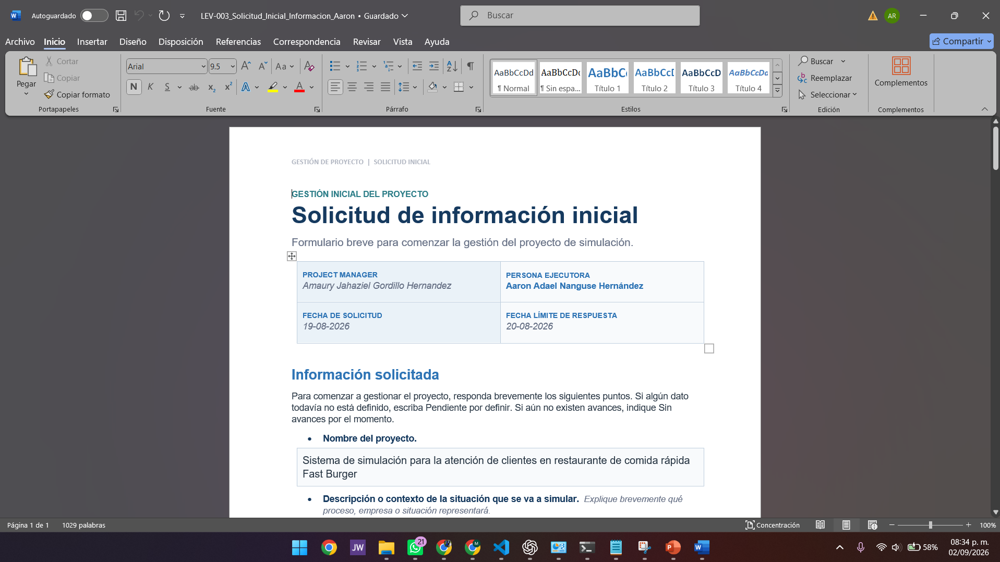 Autoguardado
LEV-003_Solicitud_Inicial_Informacion_Aaron • Guardado
Buscar
AR
Archivo Inicio Insertar Diseño Disposición Referencias Correspondencia Revisar Vista Ayuda
Compartir
Pegar
Cortar
Copiar
Copiar formato
Portapapeles
Arial 9.5
Fuente
Párrafo
AaBbCcDd ¶ Normal
AaBbCcDc ¶ Sin espa...
AaBbC Título 1
AaBbCcI Título 2
AaBbCcD Título 3
AaBbCcDc Título 4
Estilos
Buscar
Reemplazar
Seleccionar
Edición
Complementos
Complementos
GESTIÓN DE PROYECTO | SOLICITUD INICIAL
GESTIÓN INICIAL DEL PROYECTO
Solicitud de información inicial
Formulario breve para comenzar la gestión del proyecto de simulación.
PROJECT MANAGER
Amaury Jahaziel Gordillo Hernandez
PERSONA EJECUTORA
Aaron Adael Nanguse Hernández
FECHA DE SOLICITUD
19-08-2026
FECHA LÍMITE DE RESPUESTA
20-08-2026
Información solicitada
Para comenzar a gestionar el proyecto, responda brevemente los siguientes puntos. Si algún dato
todavía no está definido, escriba Pendiente por definir. Si aún no existen avances, indique Sin
avances por el momento.
• Nombre del proyecto.
Sistema de simulación para la atención de clientes en restaurante de comida rápida
Fast Burger
• Descripción o contexto de la situación que se va a simular. Explique brevemente qué
proceso, empresa o situación representará.
Página 1 de 1 1029 palabras
Concentración
100%
JW
21
58%
08:34 p. m.
02/09/2026